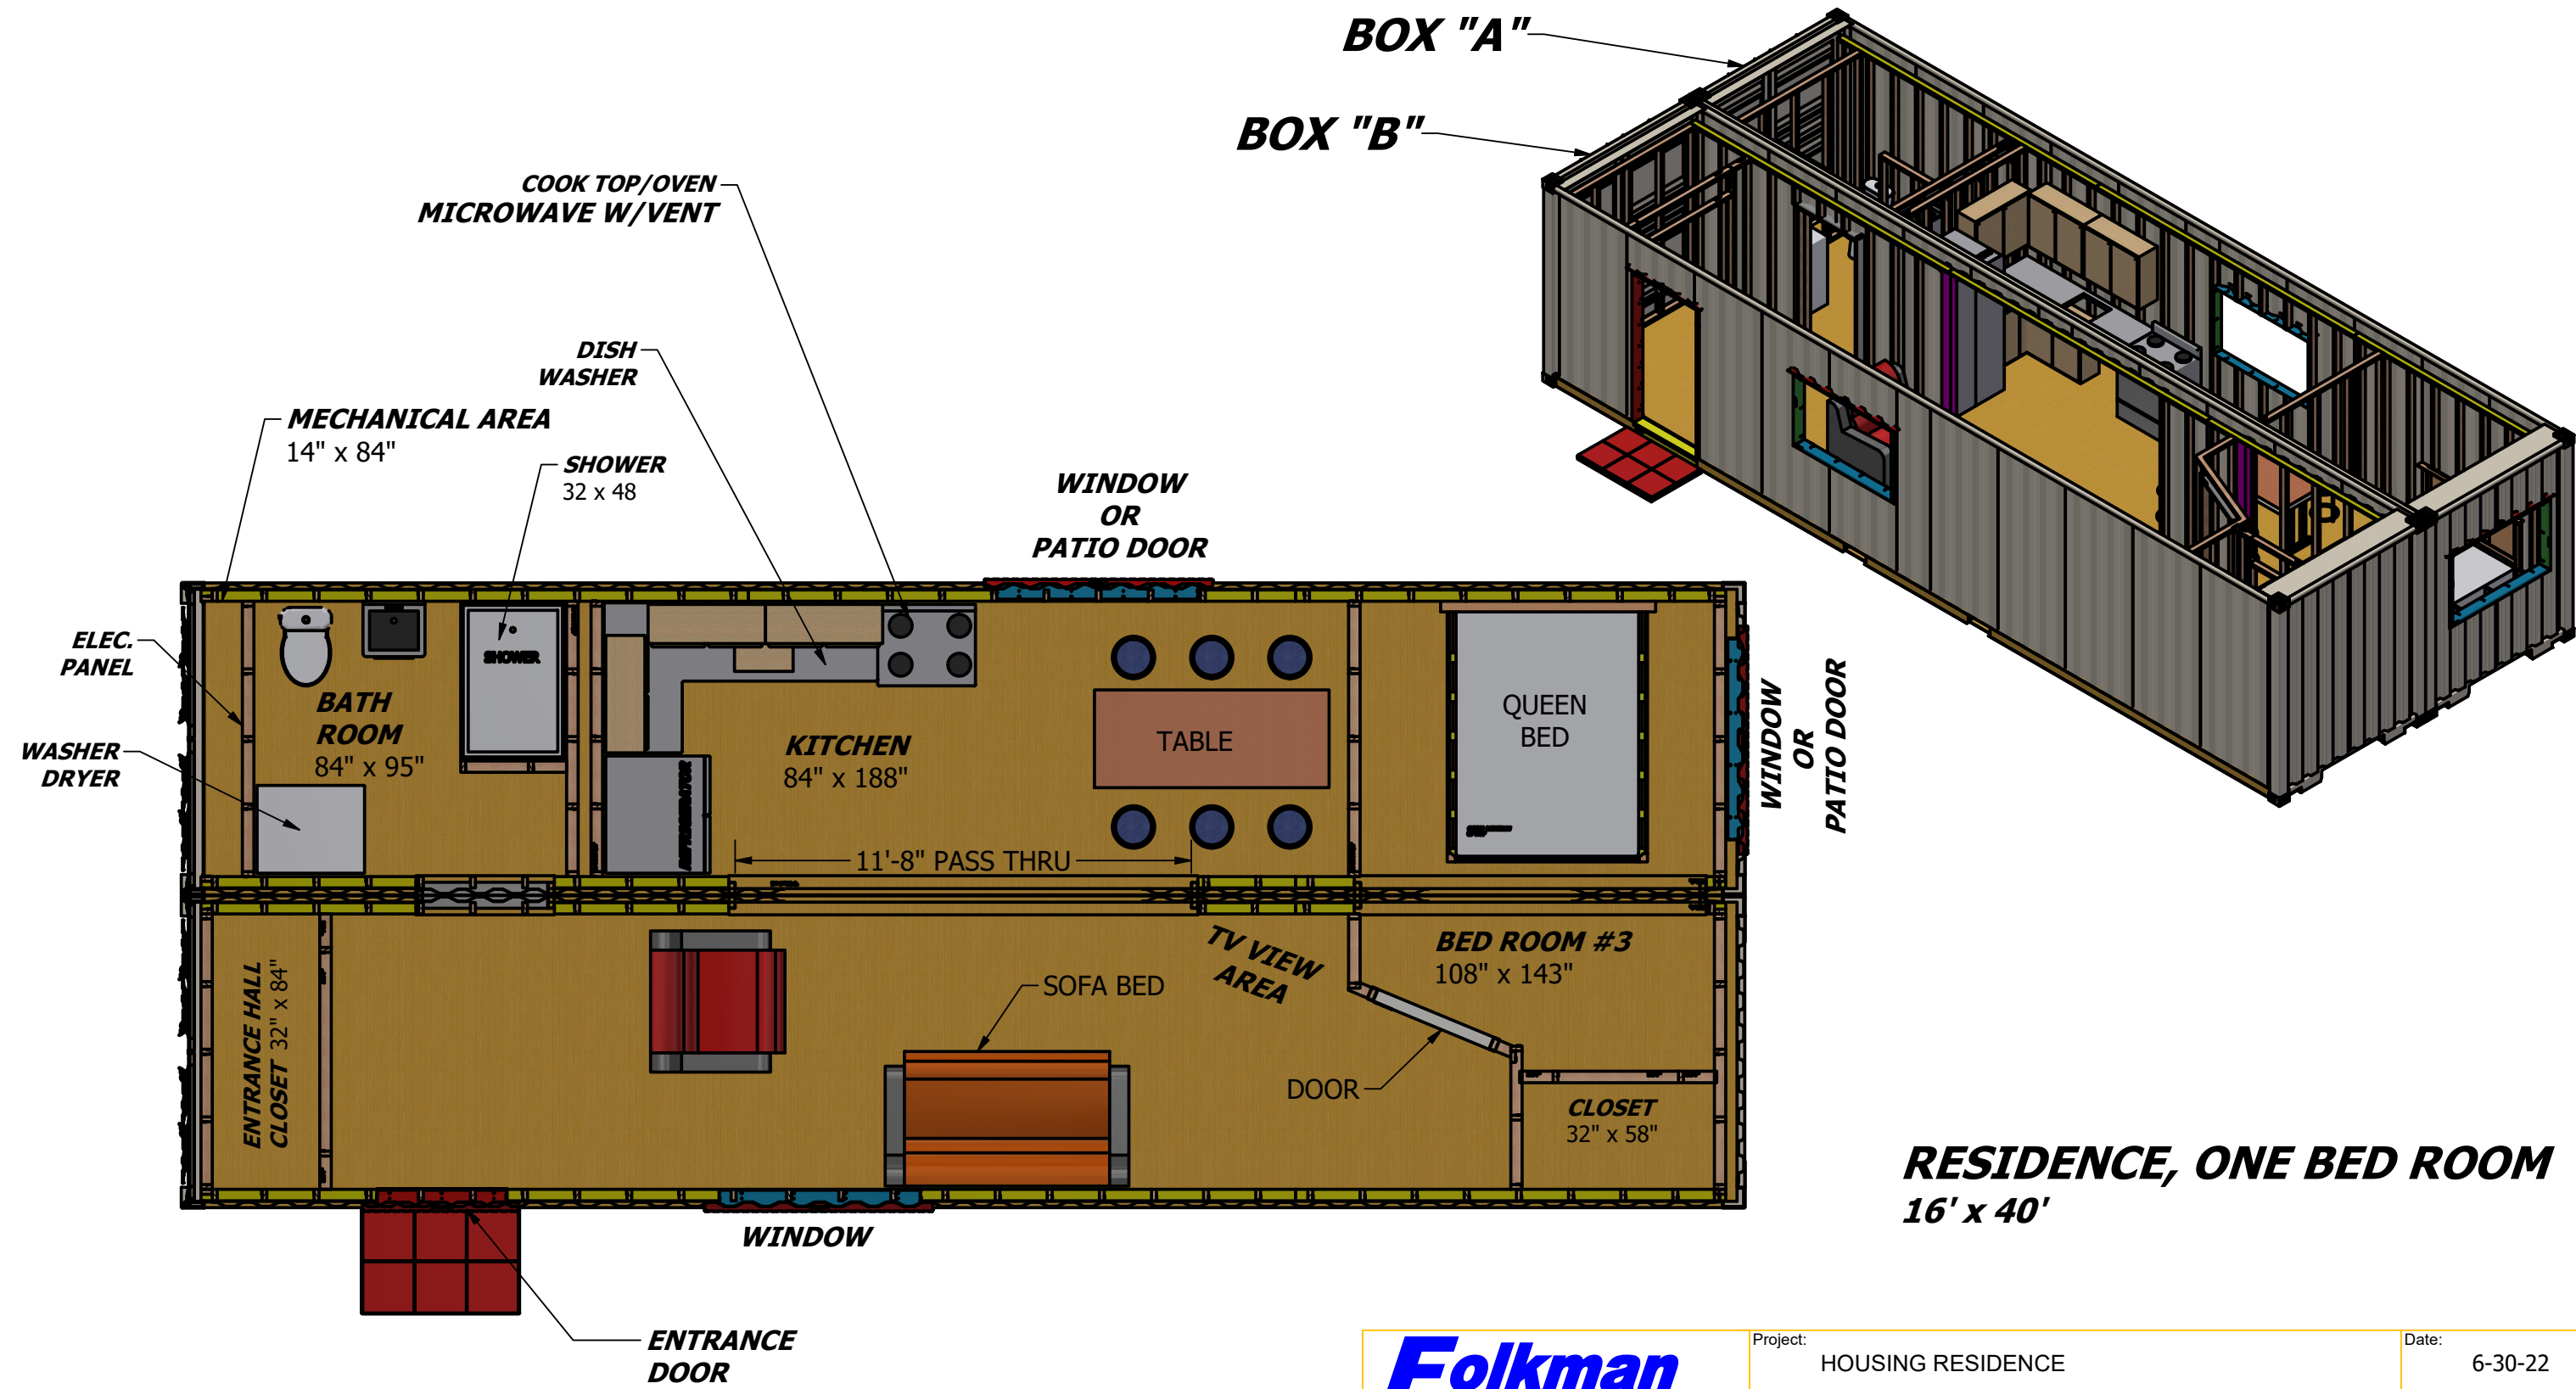 BOX "A"
BOX "B"
COOK TOP/OVEN
MICROWAVE W/VENT
DISH
WASHER
MECHANICAL AREA
14" x 84"
SHOWER
32 x 48
WINDOW
OR
PATIO DOOR
ELEC.
PANEL
WASHER
DRYER
SHOWER
BATH
ROOM
84" x 95"
KITCHEN
84" x 188"
REFRIGERATOR
TABLE
QUEEN
BED
WINDOW
OR
PATIO DOOR
11'-8" PASS THRU
ENTRANCE HALL
CLOSET 32" x 84"
TV VIEW
AREA
SOFA BED
BED ROOM #3
108" x 143"
DOOR
CLOSET
32" x 58"
WINDOW
ENTRANCE
DOOR
RESIDENCE, ONE BED ROOM
16' x 40'
Folkman
Project:
HOUSING RESIDENCE
Date:
6-30-22